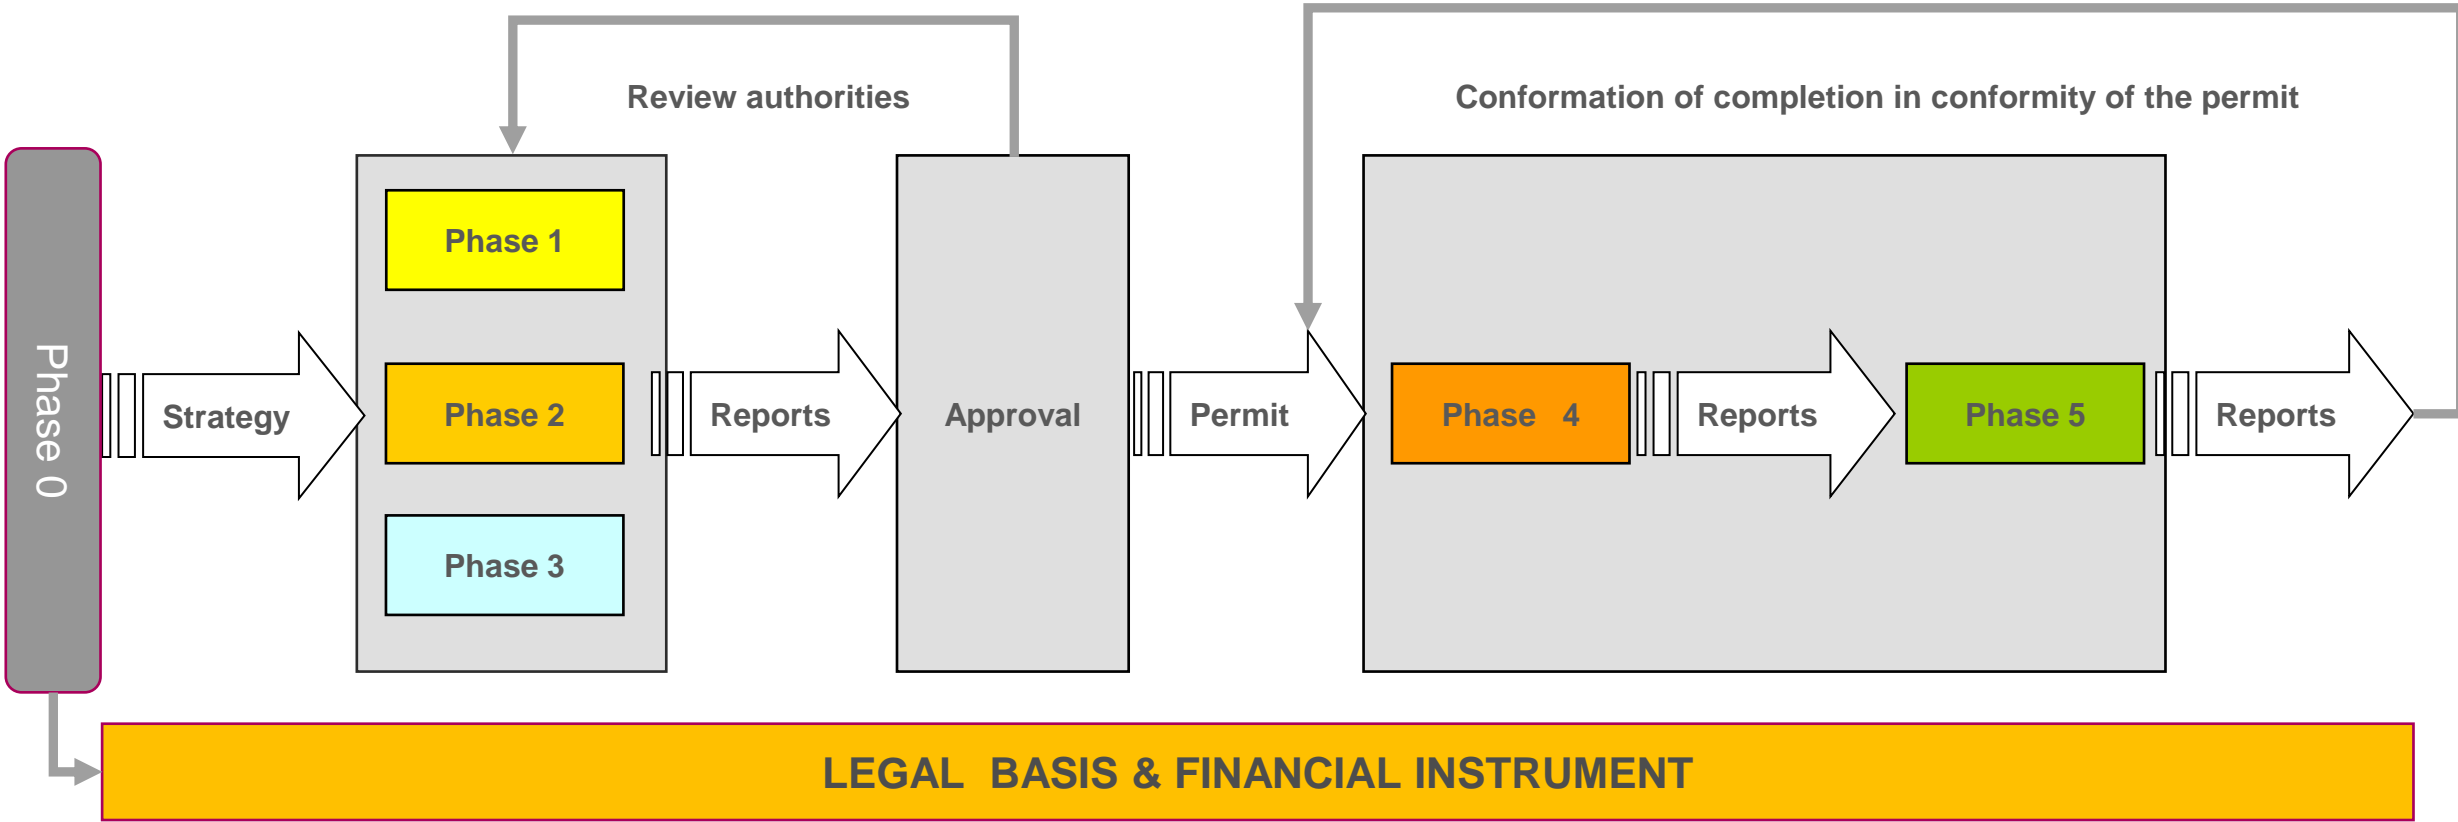 Review authorities
Conformation of completion in conformity of the permit
Phase 0
Strategy
Phase 1
Phase 2
Phase 3
Reports
Approval
Permit
Phase 4
Reports
Phase 5
Reports
LEGAL BASIS & FINANCIAL INSTRUMENT